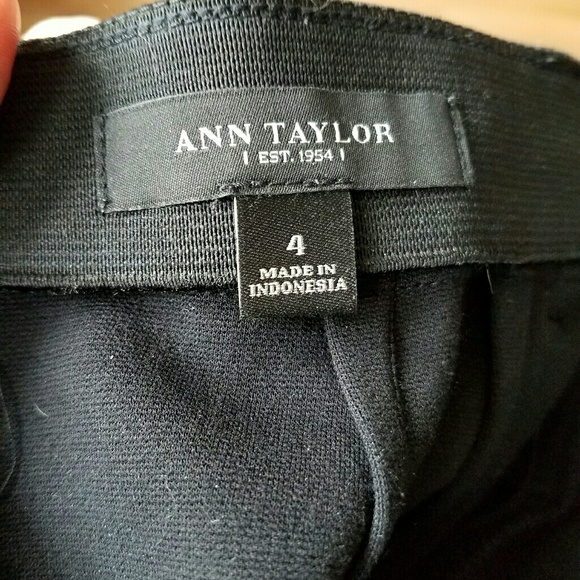 ANN TAYLOR
| EST. 1954 |
4
MADE IN
INDONESIA